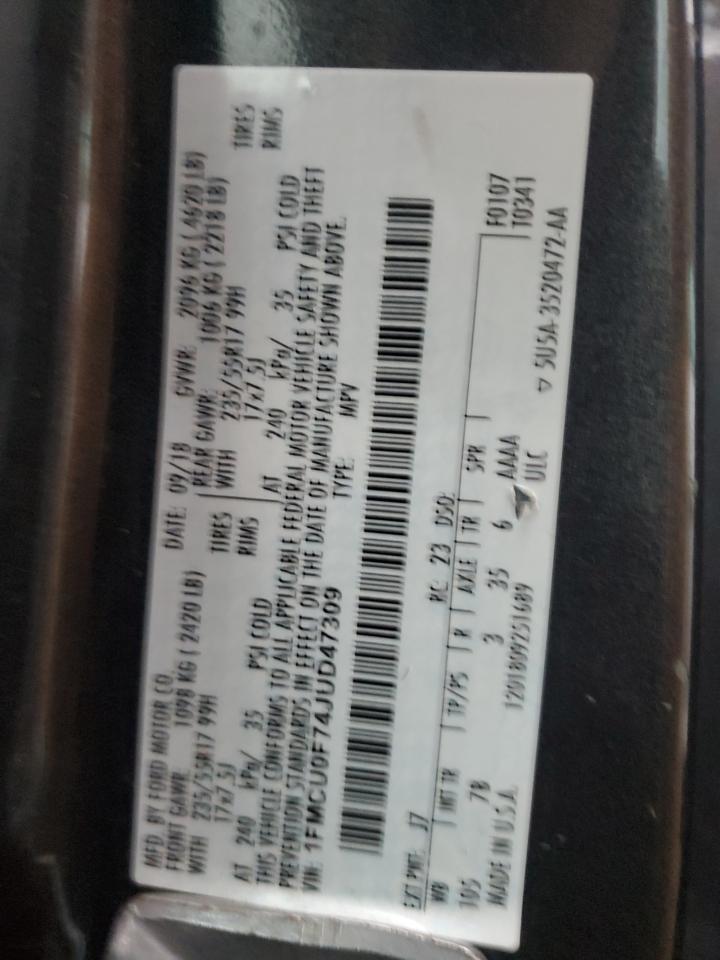 MFD. BY FORD MOTOR CO. DATE: 09/18 GVWR: 2096 KG ( 4620 LB)
FRONT GAWR: 1098 KG ( 2420 LB) REAR GAWR: 1006 KG ( 2218 LB)
WITH 235/55R17 99H TIRES WITH 235/55R17 99H TIRES
17x7.5J RIMS 17x7.5J RIMS
AT 240 kPa/ 35 PSI COLD AT 240 kPa/ 35 PSI COLD
THIS VEHICLE CONFORMS TO ALL APPLICABLE FEDERAL MOTOR VEHICLE SAFETY AND THEFT
PREVENTION STANDARDS IN EFFECT ON THE DATE OF MANUFACTURE SHOWN ABOVE.
VIN: 1FMCU0F74JUD47309 TYPE: MPV
EXT PNT: J7 RC: 23 DSO: F0107
WB INT TR TP/PS R AXLE TR SPR T0341
105 7B 3 35 6 AAAA
MADE IN U.S.A. 1201809251689 ULC ▽ 5U5A-3520472-AA